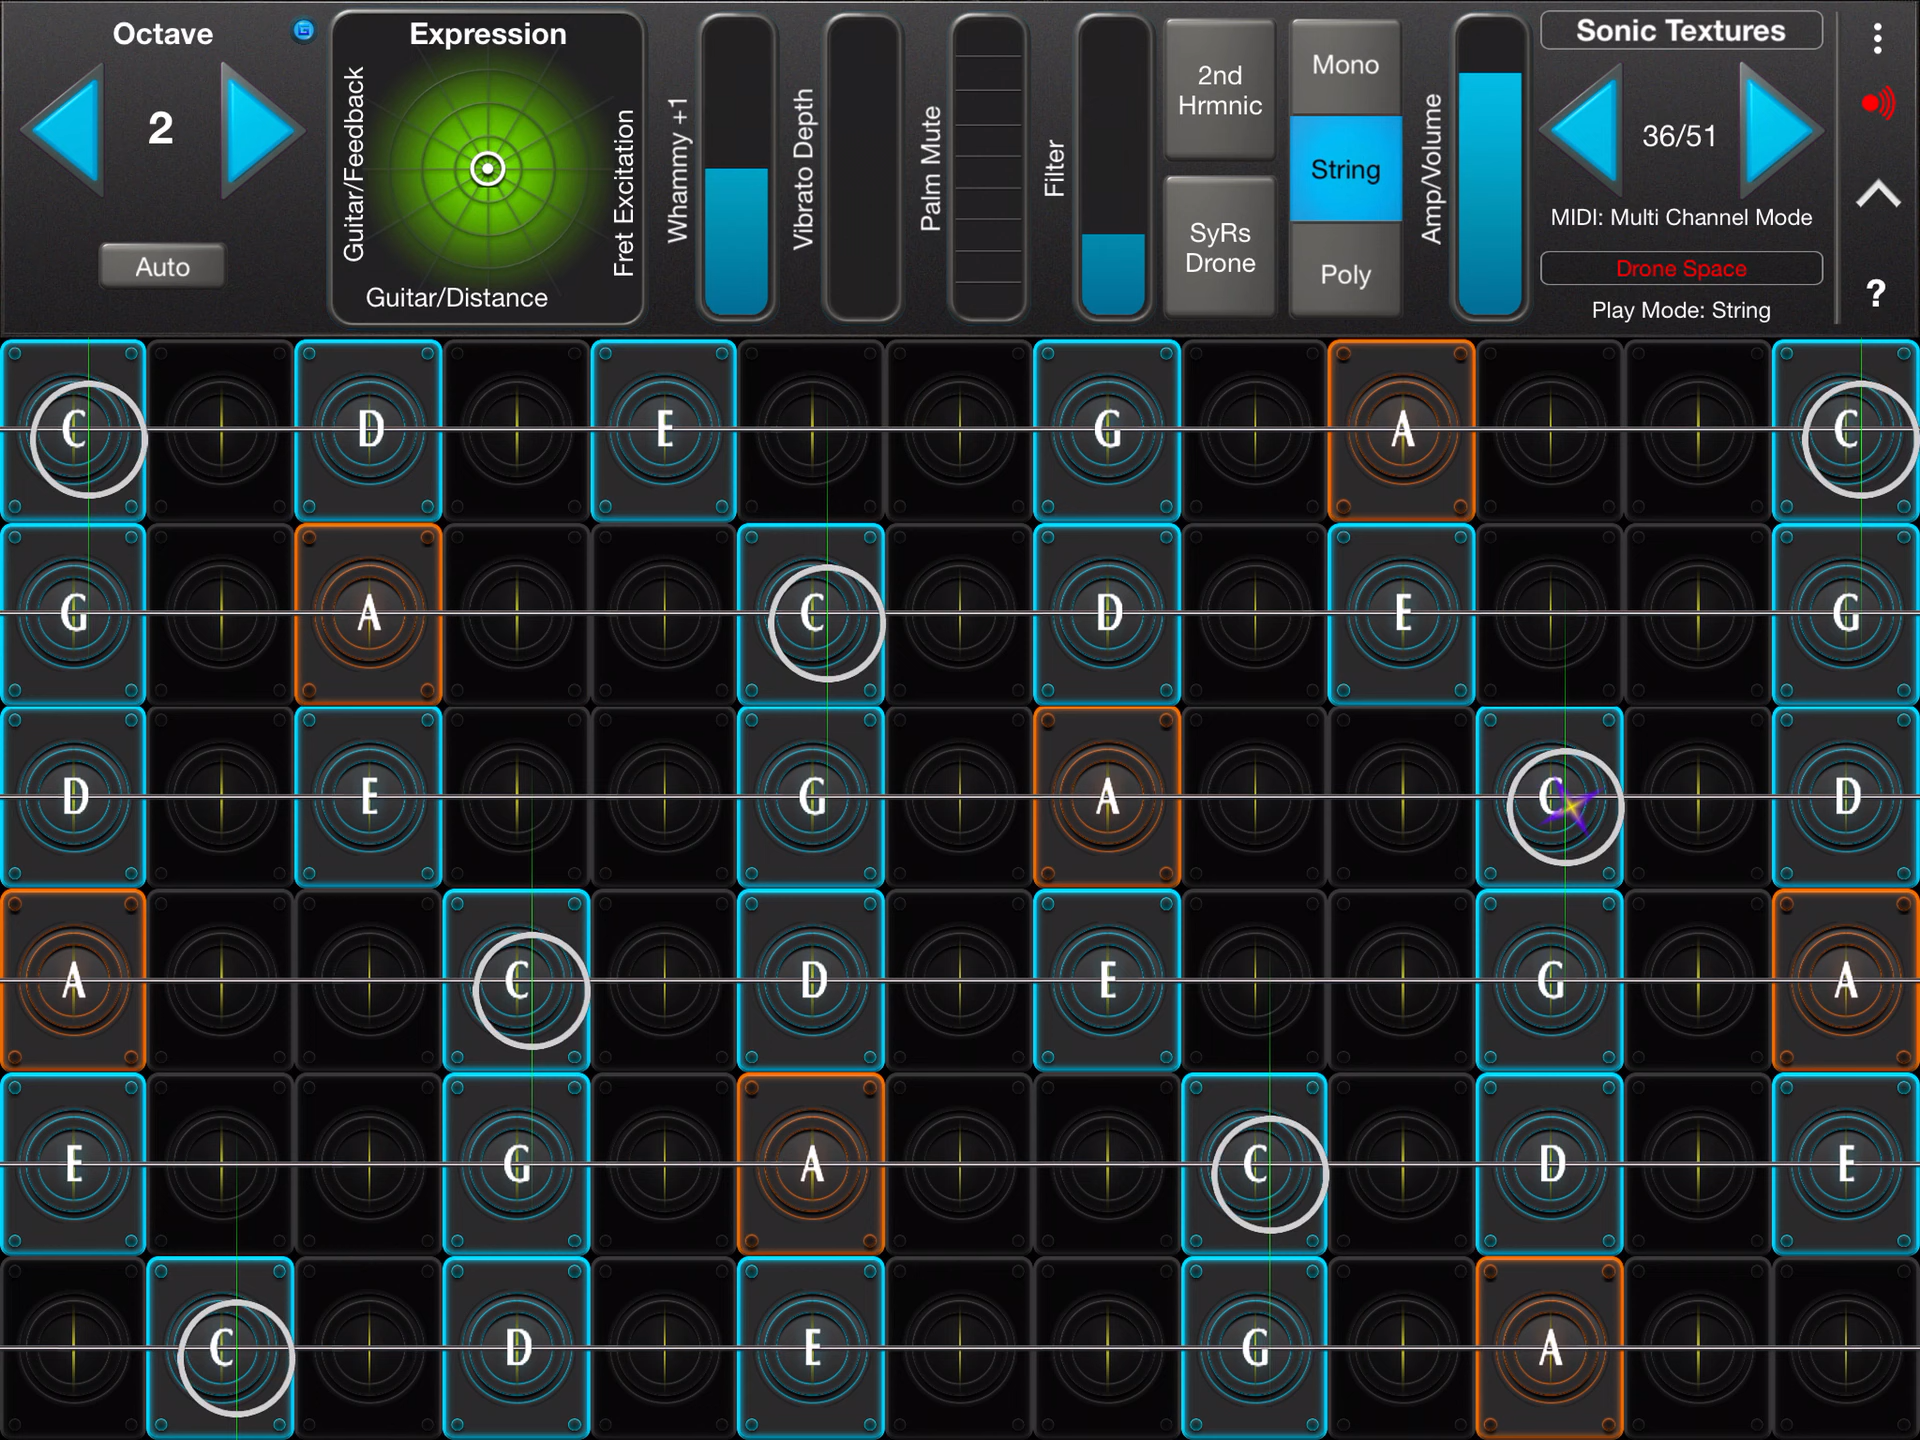 Octave
2
Auto
Expression
Guitar/Feedback
Fret Excitation
Guitar/Distance
Whammy +1
Vibrato Depth
Palm Mute
Filter
2nd
Hrmnic
SyRs
Drone
Mono
String
Poly
Amp/Volume
Sonic Textures
36/51
MIDI: Multi Channel Mode
Drone Space
Play Mode: String
?
C D E G A C
G A C D E G
D E G A C D
A C D E G A
E G A C D E
C D E G A